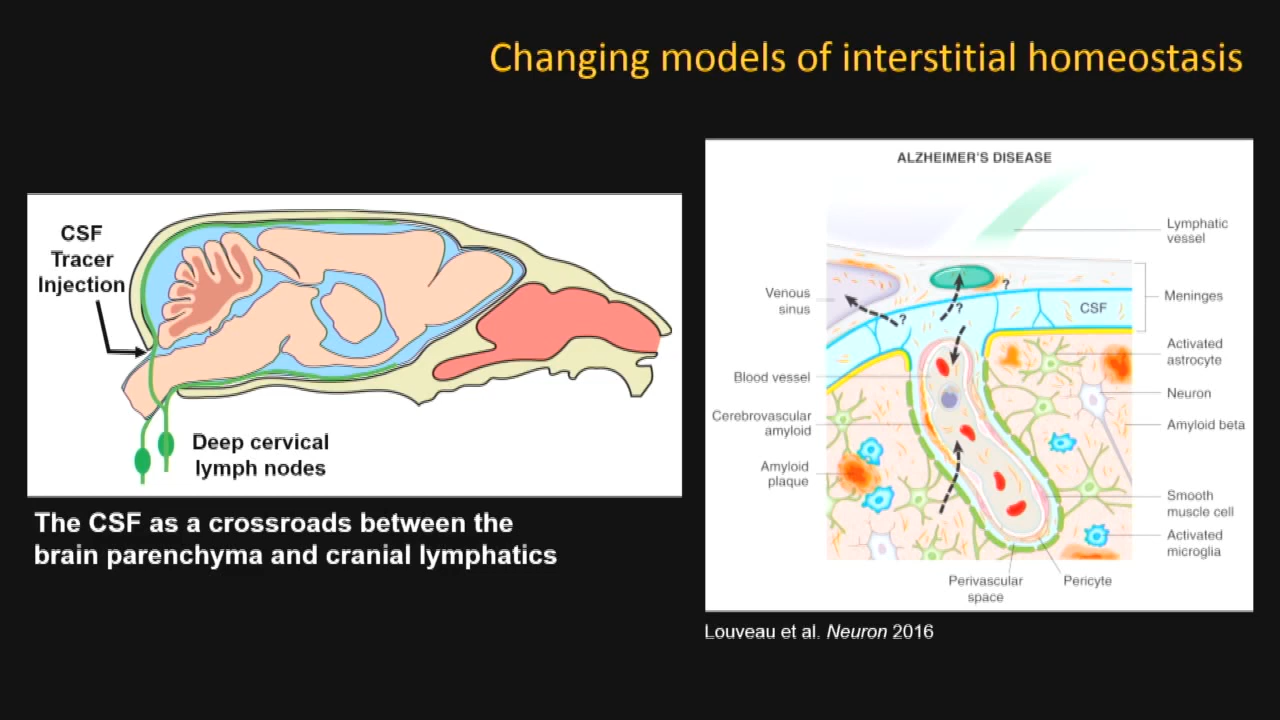 Changing models of interstitial homeostasis
CSF
Tracer
Injection
Deep cervical
lymph nodes
The CSF as a crossroads between the
brain parenchyma and cranial lymphatics
ALZHEIMER'S DISEASE
Lymphatic
vessel
Venous
sinus
?
?
?
CSF
Meninges
Activated
astrocyte
Blood vessel
Neuron
Cerebrovascular
amyloid
Amyloid beta
Amyloid
plaque
Smooth
muscle cell
Activated
microglia
Perivascular
space
Pericyte
Louveau et al. Neuron 2016